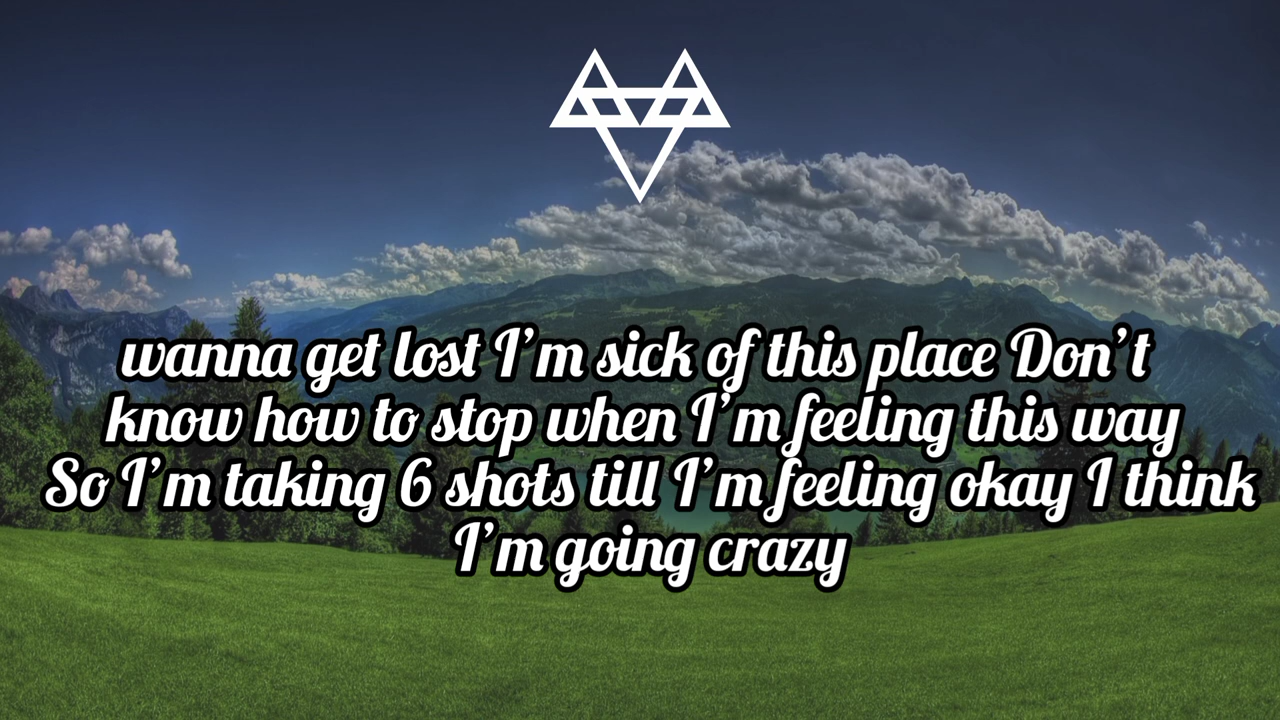 wanna get lost I'm sick of this place Don't
know how to stop when I'm feeling this way
So I'm taking 6 shots till I'm feeling okay I think
I'm going crazy